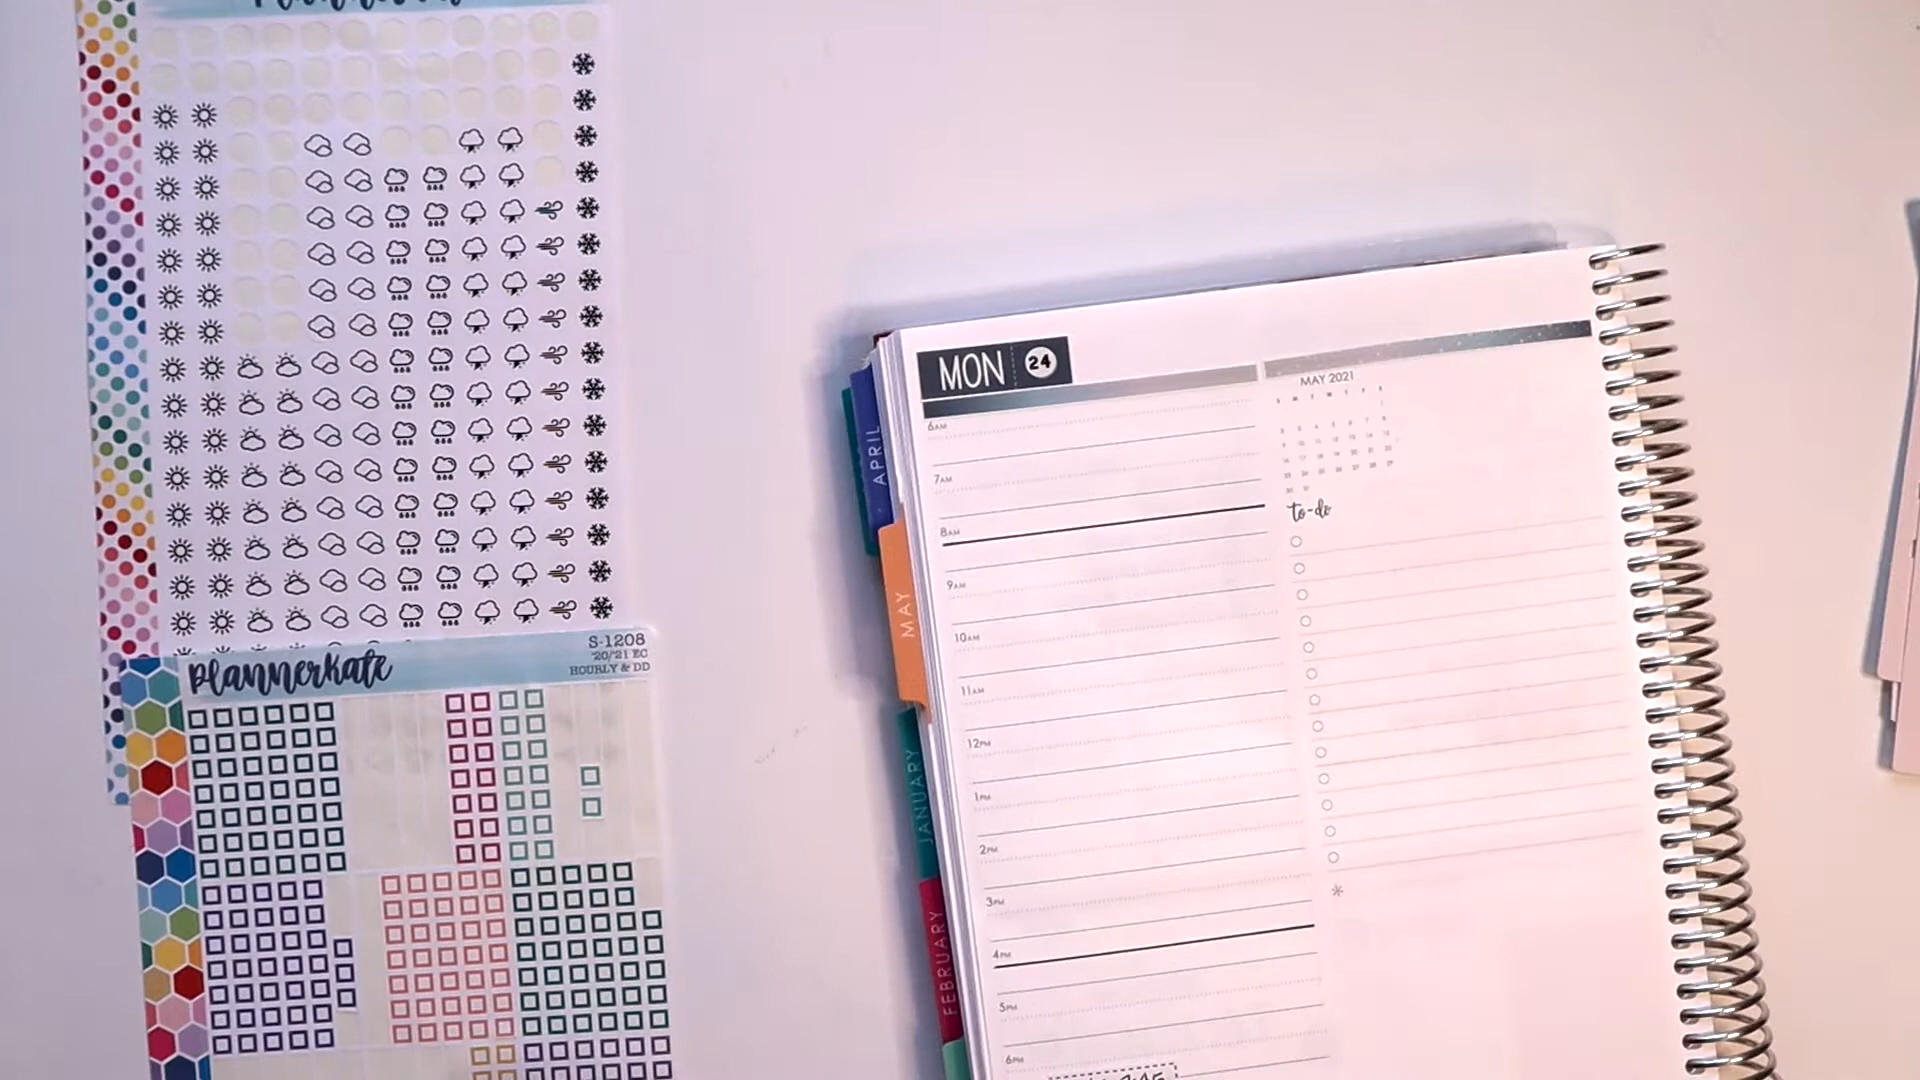 S-1208
'20/'21 EC
HOURLY & DD
PlannerKate
MON 24
MAY 2021
6AM
7AM
8AM
9AM
10AM
11AM
12PM
1PM
2PM
3PM
4PM
5PM
6PM
to-do
*
APRIL
MAY
JANUARY
FEBRUARY